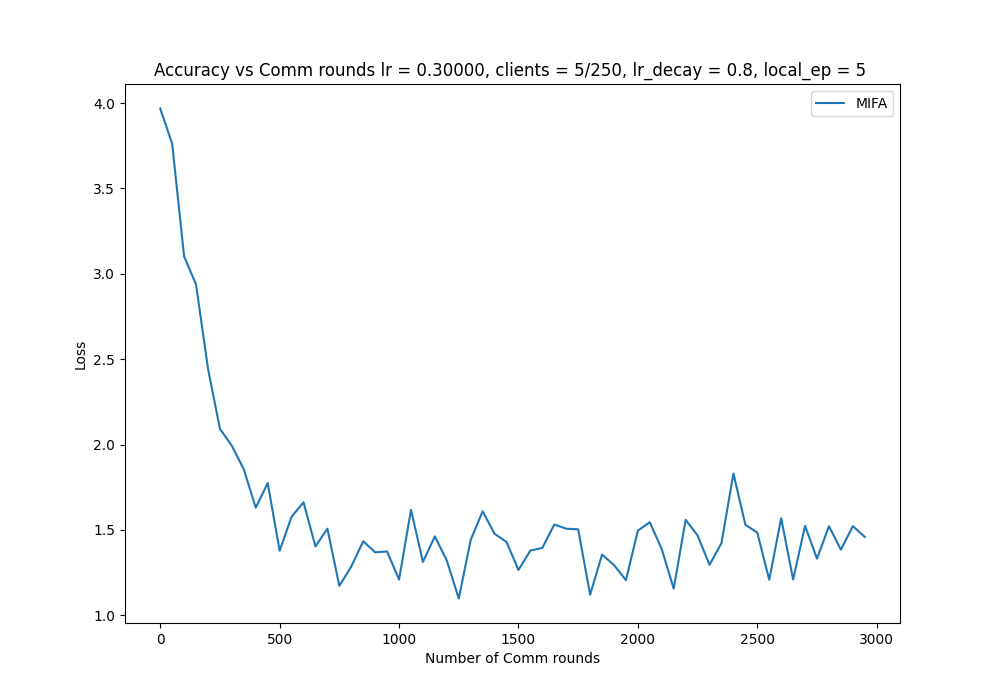 Accuracy vs Comm rounds lr = 0.30000, clients = 5/250, lr_decay = 0.8, local_ep = 5
MIFA
4.0
3.5
3.0
2.5
2.0
1.5
1.0
Loss
0 500 1000 1500 2000 2500 3000
Number of Comm rounds